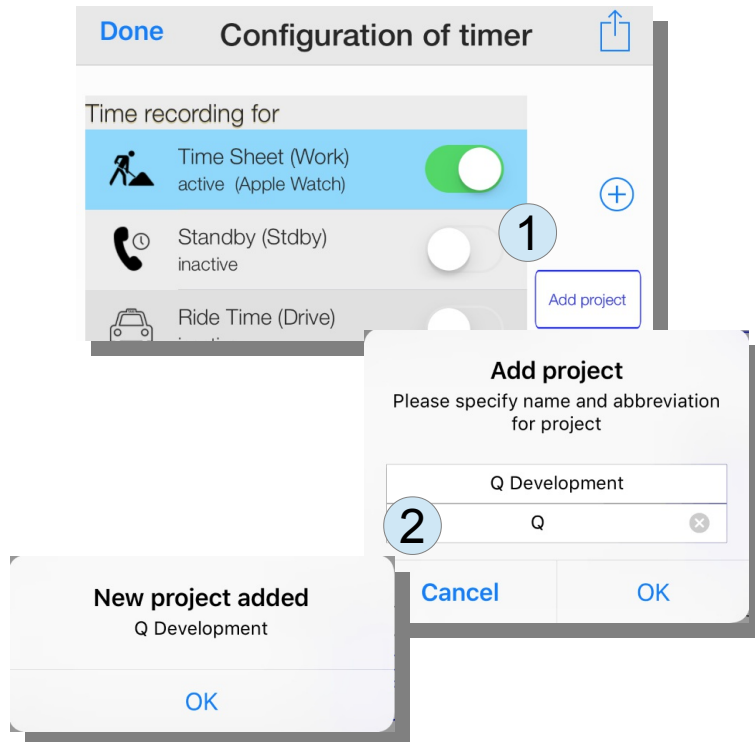 Done
Configuration of timer
Time recording for
Time Sheet (Work)
active (Apple Watch)
1
Standby (Stdby)
inactive
Add project
Ride Time (Drive)
Add project
Please specify name and abbreviation
for project
Q Development
2
Q
Cancel
OK
New project added
Q Development
OK